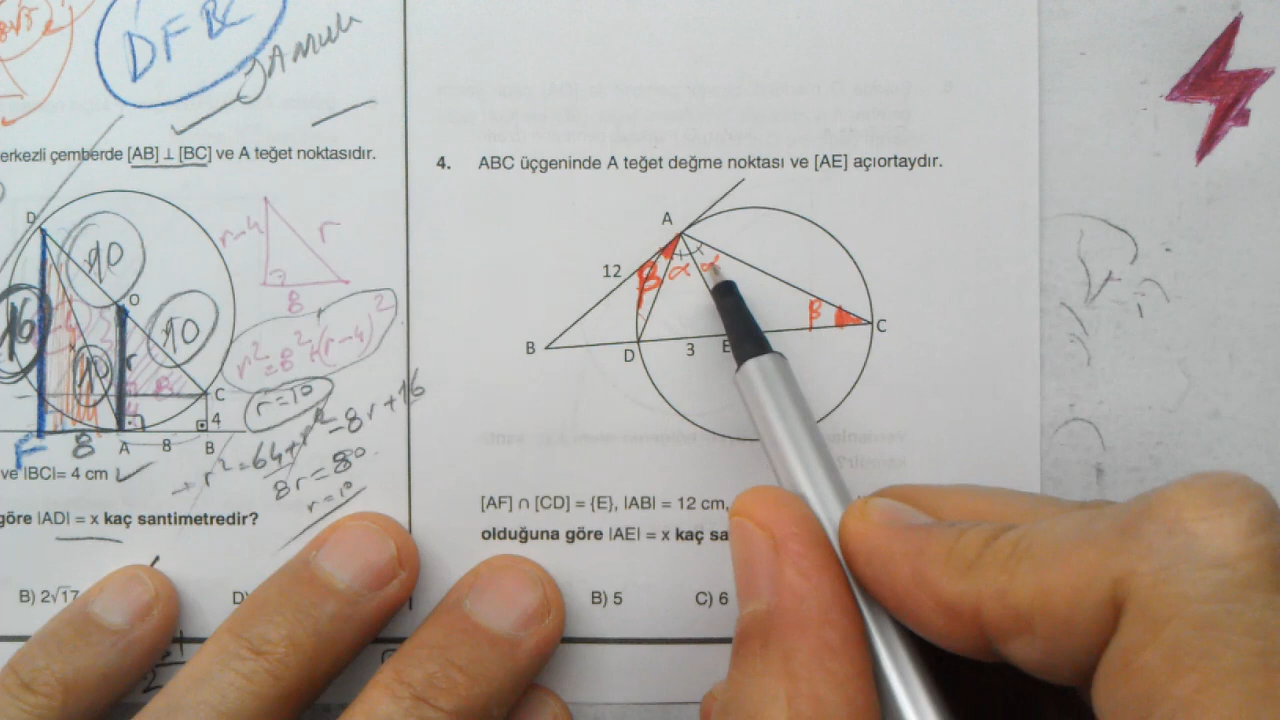 DFBC
erkezli çemberde [AB] ⊥ [BC] ve A teğet noktasıdır.
D
10
r-4
r
8
O
10
16
10
r
r² = 8² + (r-4)²
r=10
C
4
F
8
A
8
B
r² = 64 + r² - 8r + 16
8r = 80
r = 10
ve |BC| = 4 cm
göre |AD| = x kaç santimetredir?
B) 2√17
D)
4. ABC üçgeninde A teğet değme noktası ve [AE] açıortaydır.
A
12
β
α
α
β
C
B
D
3
E
[AF] ∩ [CD] = {E}, |AB| = 12 cm,
olduğuna göre |AE| = x kaç sa
B) 5
C) 6